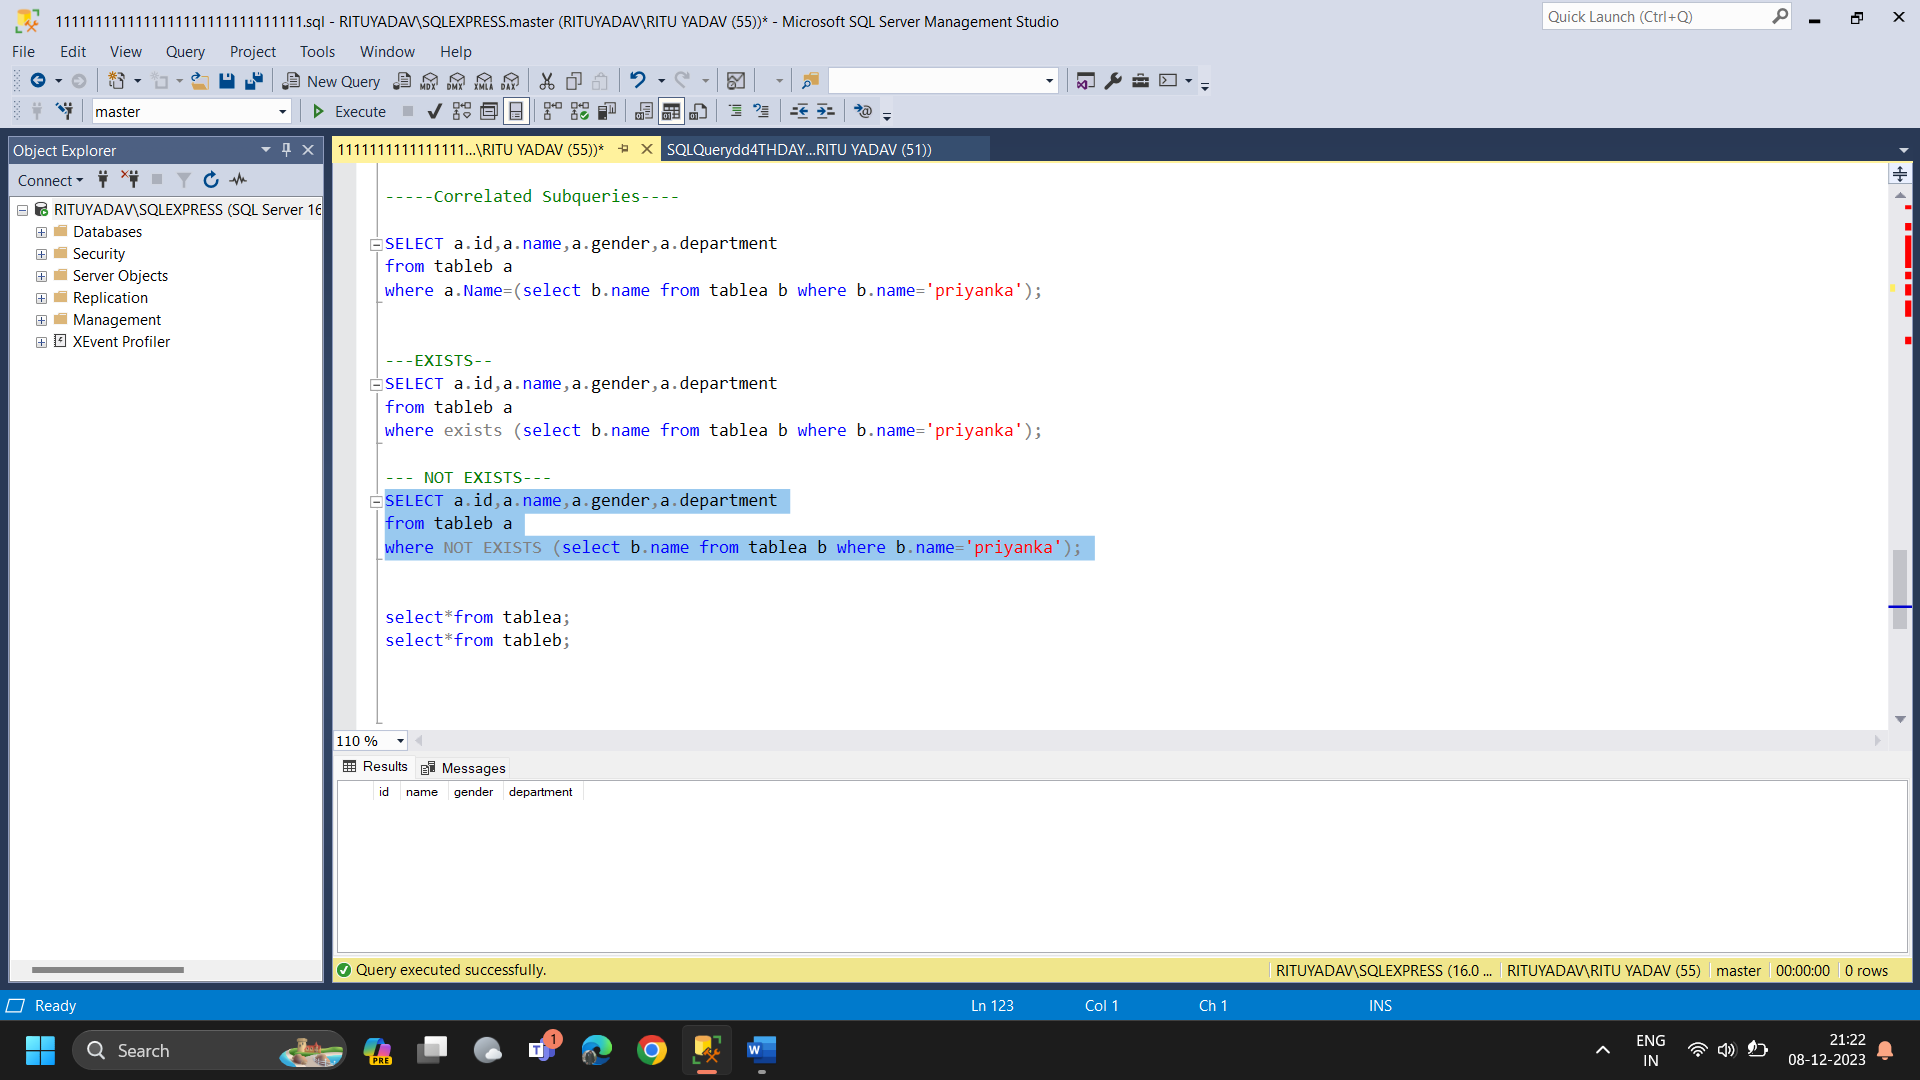 1111111111111111111111111111111.sql - RITUYADAV\SQLEXPRESS.master (RITUYADAV\RITU YADAV (55))* - Microsoft SQL Server Management Studio
Quick Launch (Ctrl+Q)
File Edit View Query Project Tools Window Help
New Query MDX DMX XMLA DAX
master Execute
Object Explorer
1111111111111111...\RITU YADAV (55))* SQLQuerydd4THDAY...RITU YADAV (51))
Connect
RITUYADAV\SQLEXPRESS (SQL Server 16
Databases
Security
Server Objects
Replication
Management
XEvent Profiler
-----Correlated Subqueries----
SELECT a.id,a.name,a.gender,a.department
from tableb a
where a.Name=(select b.name from tablea b where b.name='priyanka');
---EXISTS--
SELECT a.id,a.name,a.gender,a.department
from tableb a
where exists (select b.name from tablea b where b.name='priyanka');
--- NOT EXISTS---
SELECT a.id,a.name,a.gender,a.department
from tableb a
where NOT EXISTS (select b.name from tablea b where b.name='priyanka');
select*from tablea;
select*from tableb;
110 %
Results Messages
id name gender department
Query executed successfully.
RITUYADAV\SQLEXPRESS (16.0 ... RITUYADAV\RITU YADAV (55) master 00:00:00 0 rows
Ready Ln 123 Col 1 Ch 1 INS
Search PRE 1
ENG
IN
21:22
08-12-2023